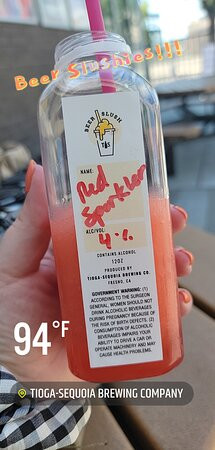 Beer Slushies!!!
BEER SLUSH
T&S
NAME:
Red
Sparkler
ALC/VOL:
4%
CONTAINS ALCOHOL
12OZ
PRODUCED BY
TIOGA-SEQUOIA BREWING CO.
FRESNO, CA
GOVERNMENT WARNING: (1)
ACCORDING TO THE SURGEON
GENERAL, WOMEN SHOULD NOT
DRINK ALCOHOLIC BEVERAGES
DURING PREGNANCY BECAUSE OF
THE RISK OF BIRTH DEFECTS. (2)
CONSUMPTION OF ALCOHOLIC
BEVERAGES IMPAIRS YOUR
ABILITY TO DRIVE A CAR OR
OPERATE MACHINERY AND MAY
CAUSE HEALTH PROBLEMS.
94°F
TIOGA-SEQUOIA BREWING COMPANY